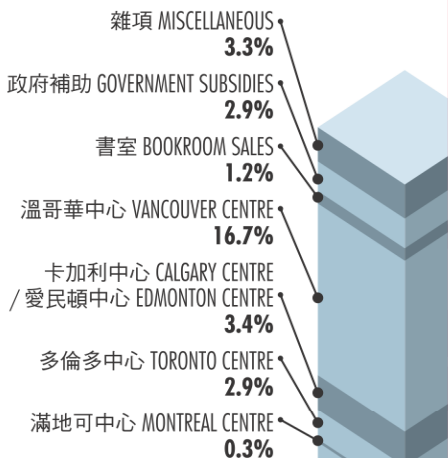 雜項 MISCELLANEOUS
3.3%
政府補助 GOVERNMENT SUBSIDIES
2.9%
書室 BOOKROOM SALES
1.2%
溫哥華中心 VANCOUVER CENTRE
16.7%
卡加利中心 CALGARY CENTRE
/ 愛民頓中心 EDMONTON CENTRE
3.4%
多倫多中心 TORONTO CENTRE
2.9%
滿地可中心 MONTREAL CENTRE
0.3%